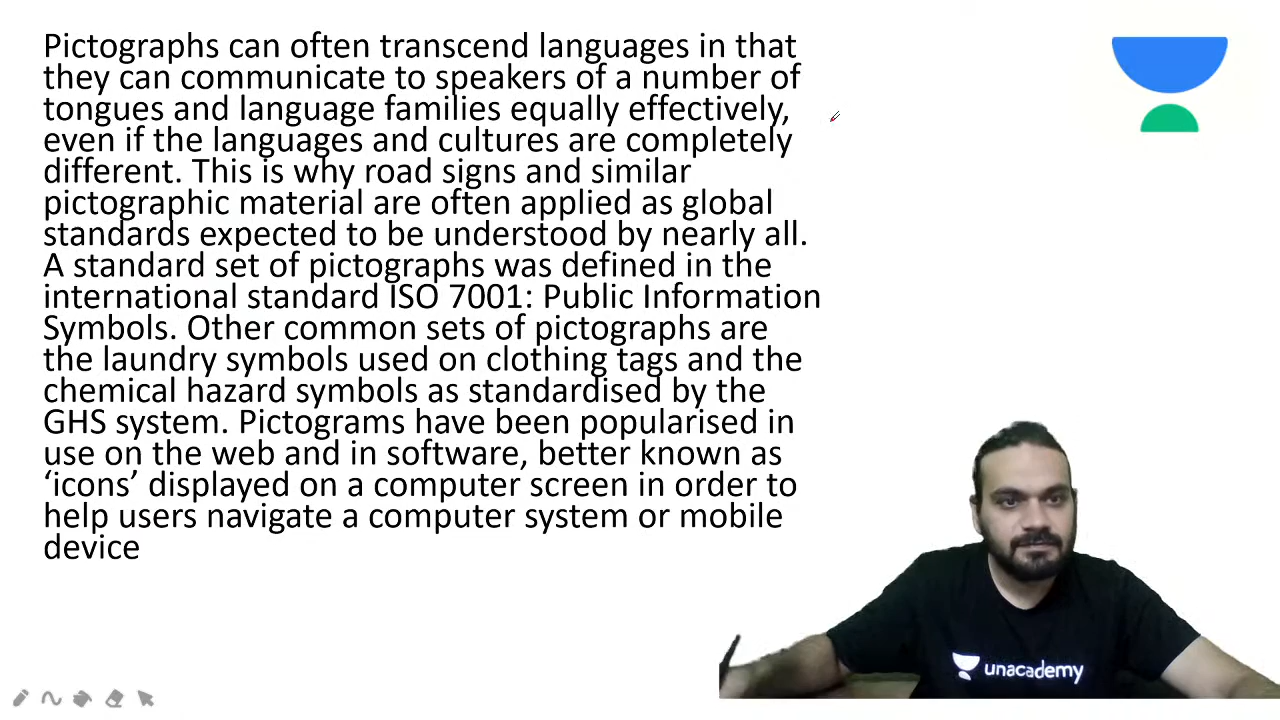 Pictographs can often transcend languages in that
they can communicate to speakers of a number of
tongues and language families equally effectively,
even if the languages and cultures are completely
different. This is why road signs and similar
pictographic material are often applied as global
standards expected to be understood by nearly all.
A standard set of pictographs was defined in the
international standard ISO 7001: Public Information
Symbols. Other common sets of pictographs are
the laundry symbols used on clothing tags and the
chemical hazard symbols as standardised by the
GHS system. Pictograms have been popularised in
use on the web and in software, better known as
‘icons’ displayed on a computer screen in order to
help users navigate a computer system or mobile
device
unacademy